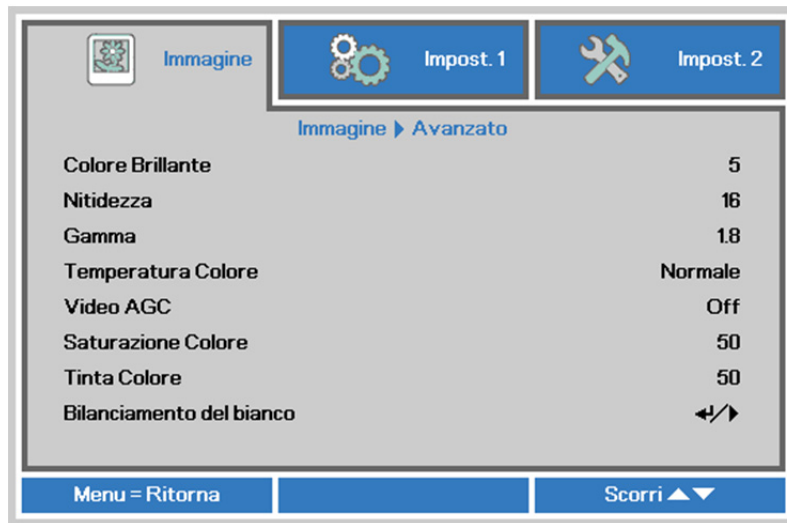 Immagine Impost. 1 Impost. 2
Immagine ▶ Avanzato
Colore Brillante 5
Nitidezza 16
Gamma 1.8
Temperatura Colore Normale
Video AGC Off
Saturazione Colore 50
Tinta Colore 50
Bilanciamento del bianco ↵/▶
Menu = Ritorna Scorri ▲▼